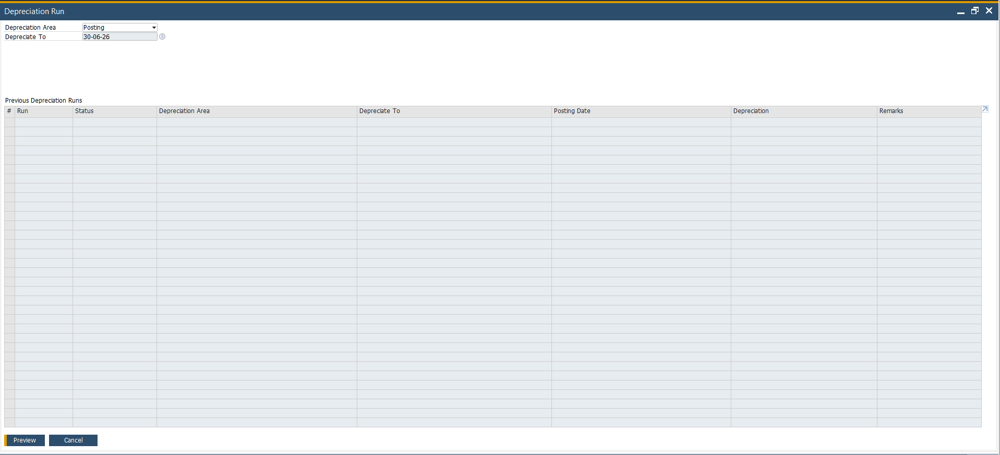 Depreciation Run
Depreciation Area Posting
Depreciate To 30-06-26
Previous Depreciation Runs
# Run Status Depreciation Area Depreciate To Posting Date Depreciation Remarks
Preview Cancel